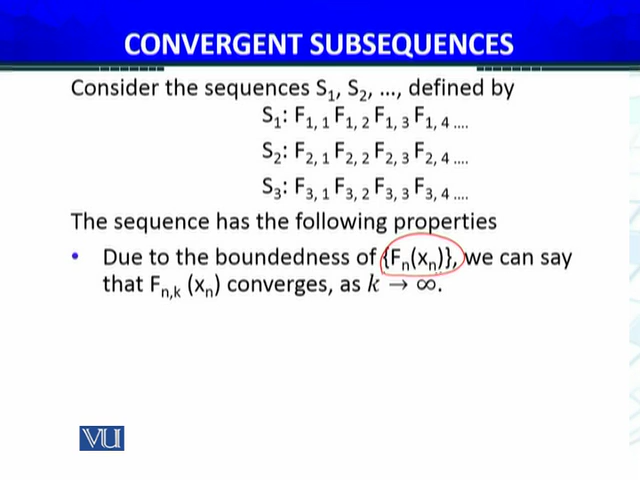 CONVERGENT SUBSEQUENCES
Consider the sequences S₁, S₂, ..., defined by
S₁: F₁,₁ F₁,₂ F₁,₃ F₁,₄ ....
S₂: F₂,₁ F₂,₂ F₂,₃ F₂,₄ ....
S₃: F₃,₁ F₃,₂ F₃,₃ F₃,₄ ....
The sequence has the following properties
• Due to the boundedness of {Fₙ(xₙ)}, we can say
that Fₙ,ₖ (xₙ) converges, as k → ∞.
VU